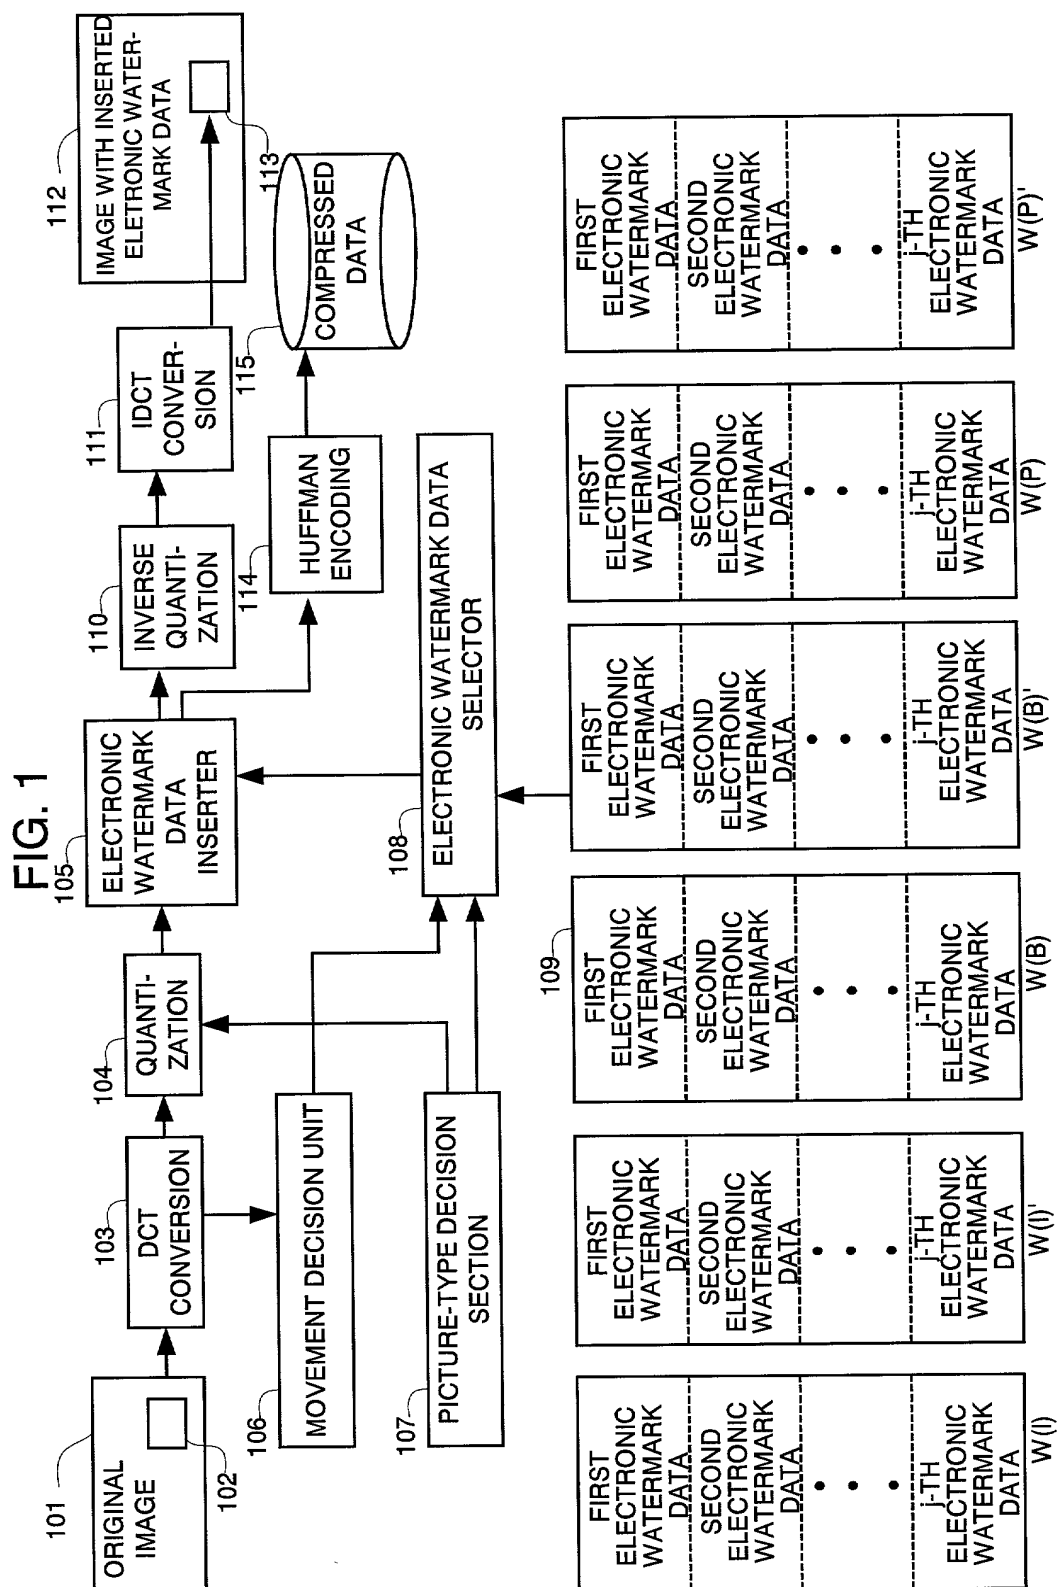 FIG. 1
101
ORIGINAL
IMAGE
102
103
DCT
CONVERSION
104
QUANTI-
ZATION
105
ELECTRONIC
WATERMARK
DATA
INSERTER
110
INVERSE
QUANTI-
ZATION
111
IDCT
CONVER-
SION
112
IMAGE WITH INSERTED
ELETRONIC WATER-
MARK DATA
113
114
HUFFMAN
ENCODING
115
COMPRESSED
DATA
106
MOVEMENT DECISION UNIT
107
PICTURE-TYPE DECISION
SECTION
108
ELECTRONIC WATERMARK DATA
SELECTOR
109
FIRST
ELECTRONIC
WATERMARK
DATA
SECOND
ELECTRONIC
WATERMARK
DATA
j-TH
ELECTRONIC
WATERMARK
DATA
W(I)
FIRST
ELECTRONIC
WATERMARK
DATA
SECOND
ELECTRONIC
WATERMARK
DATA
j-TH
ELECTRONIC
WATERMARK
DATA
W(I)'
FIRST
ELECTRONIC
WATERMARK
DATA
SECOND
ELECTRONIC
WATERMARK
DATA
j-TH
ELECTRONIC
WATERMARK
DATA
W(B)
FIRST
ELECTRONIC
WATERMARK
DATA
SECOND
ELECTRONIC
WATERMARK
DATA
j-TH
ELECTRONIC
WATERMARK
DATA
W(B)'
FIRST
ELECTRONIC
WATERMARK
DATA
SECOND
ELECTRONIC
WATERMARK
DATA
j-TH
ELECTRONIC
WATERMARK
DATA
W(P)
FIRST
ELECTRONIC
WATERMARK
DATA
SECOND
ELECTRONIC
WATERMARK
DATA
j-TH
ELECTRONIC
WATERMARK
DATA
W(P)'